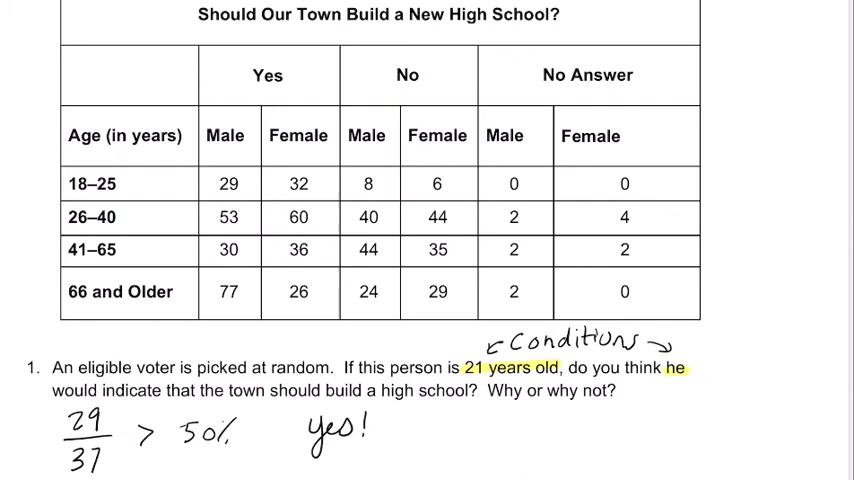 Should Our Town Build a New High School?
Yes No No Answer
Age (in years) Male Female Male Female Male Female
18–25 29 32 8 6 0 0
26–40 53 60 40 44 2 4
41–65 30 36 44 35 2 2
66 and Older 77 26 24 29 2 0
conditions
1. An eligible voter is picked at random. If this person is 21 years old, do you think he
would indicate that the town should build a high school? Why or why not?
29/37 > 50% yes!